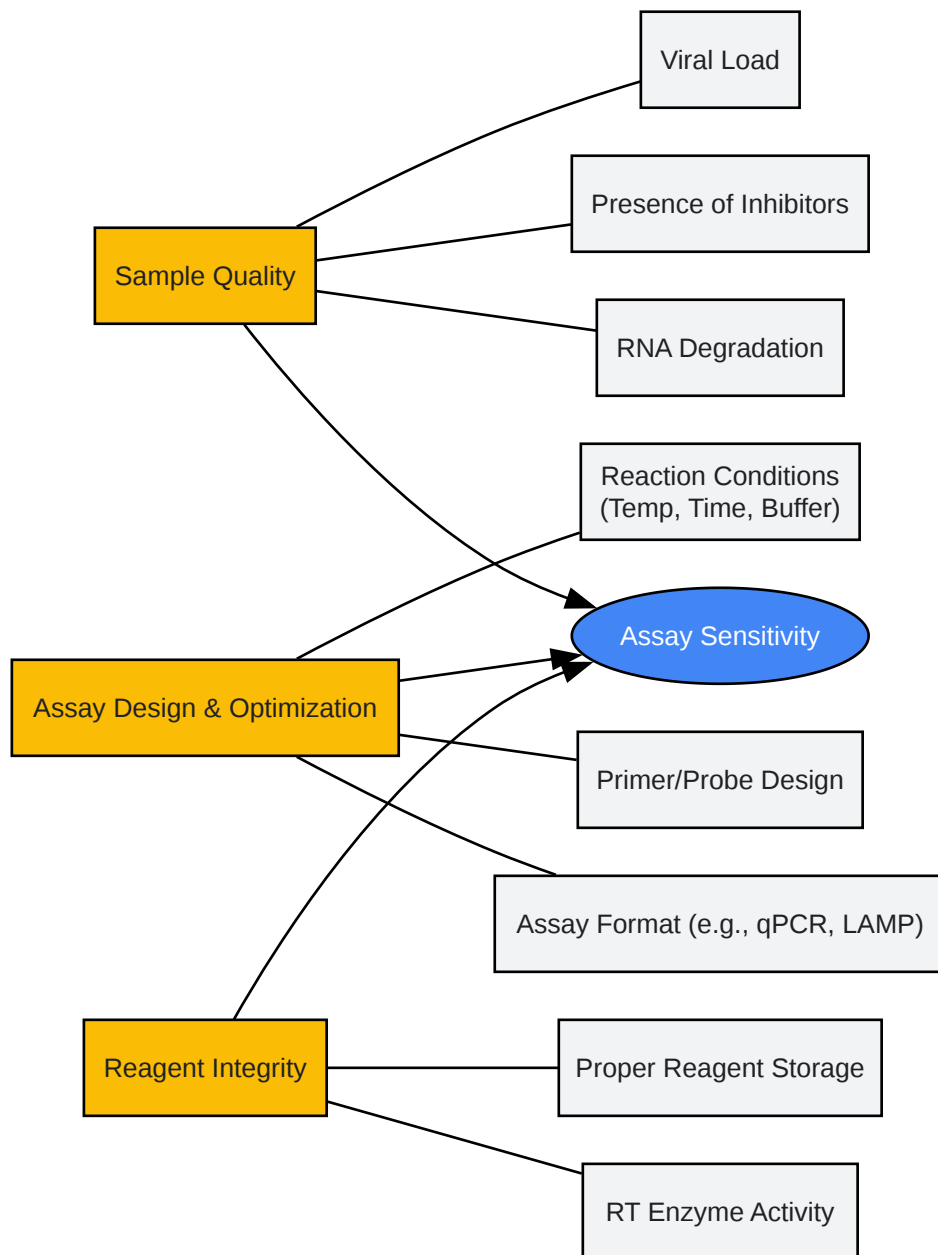 Viral Load
Presence of Inhibitors
Sample Quality
RNA Degradation
Reaction Conditions
(Temp, Time, Buffer)
Assay Sensitivity
Assay Design & Optimization
Primer/Probe Design
Assay Format (e.g., qPCR, LAMP)
Reagent Integrity
Proper Reagent Storage
RT Enzyme Activity